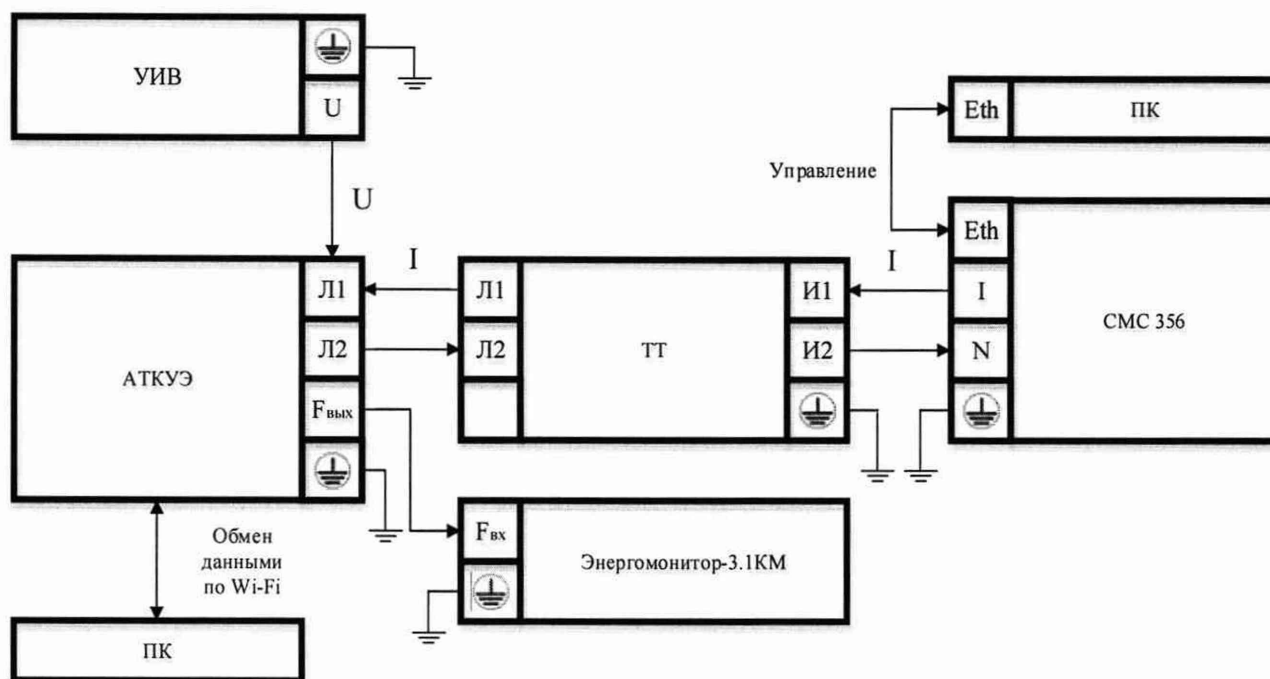 УИВ
U
U
Eth
ПК
Управление
Eth
I
N
СМС 356
АТКУЭ
Л1
Л2
Fвых
I
Л1
Л2
ТТ
И1
И2
I
Fвх
Энергомонитор-3.1КМ
Обмен
данными
по Wi-Fi
ПК